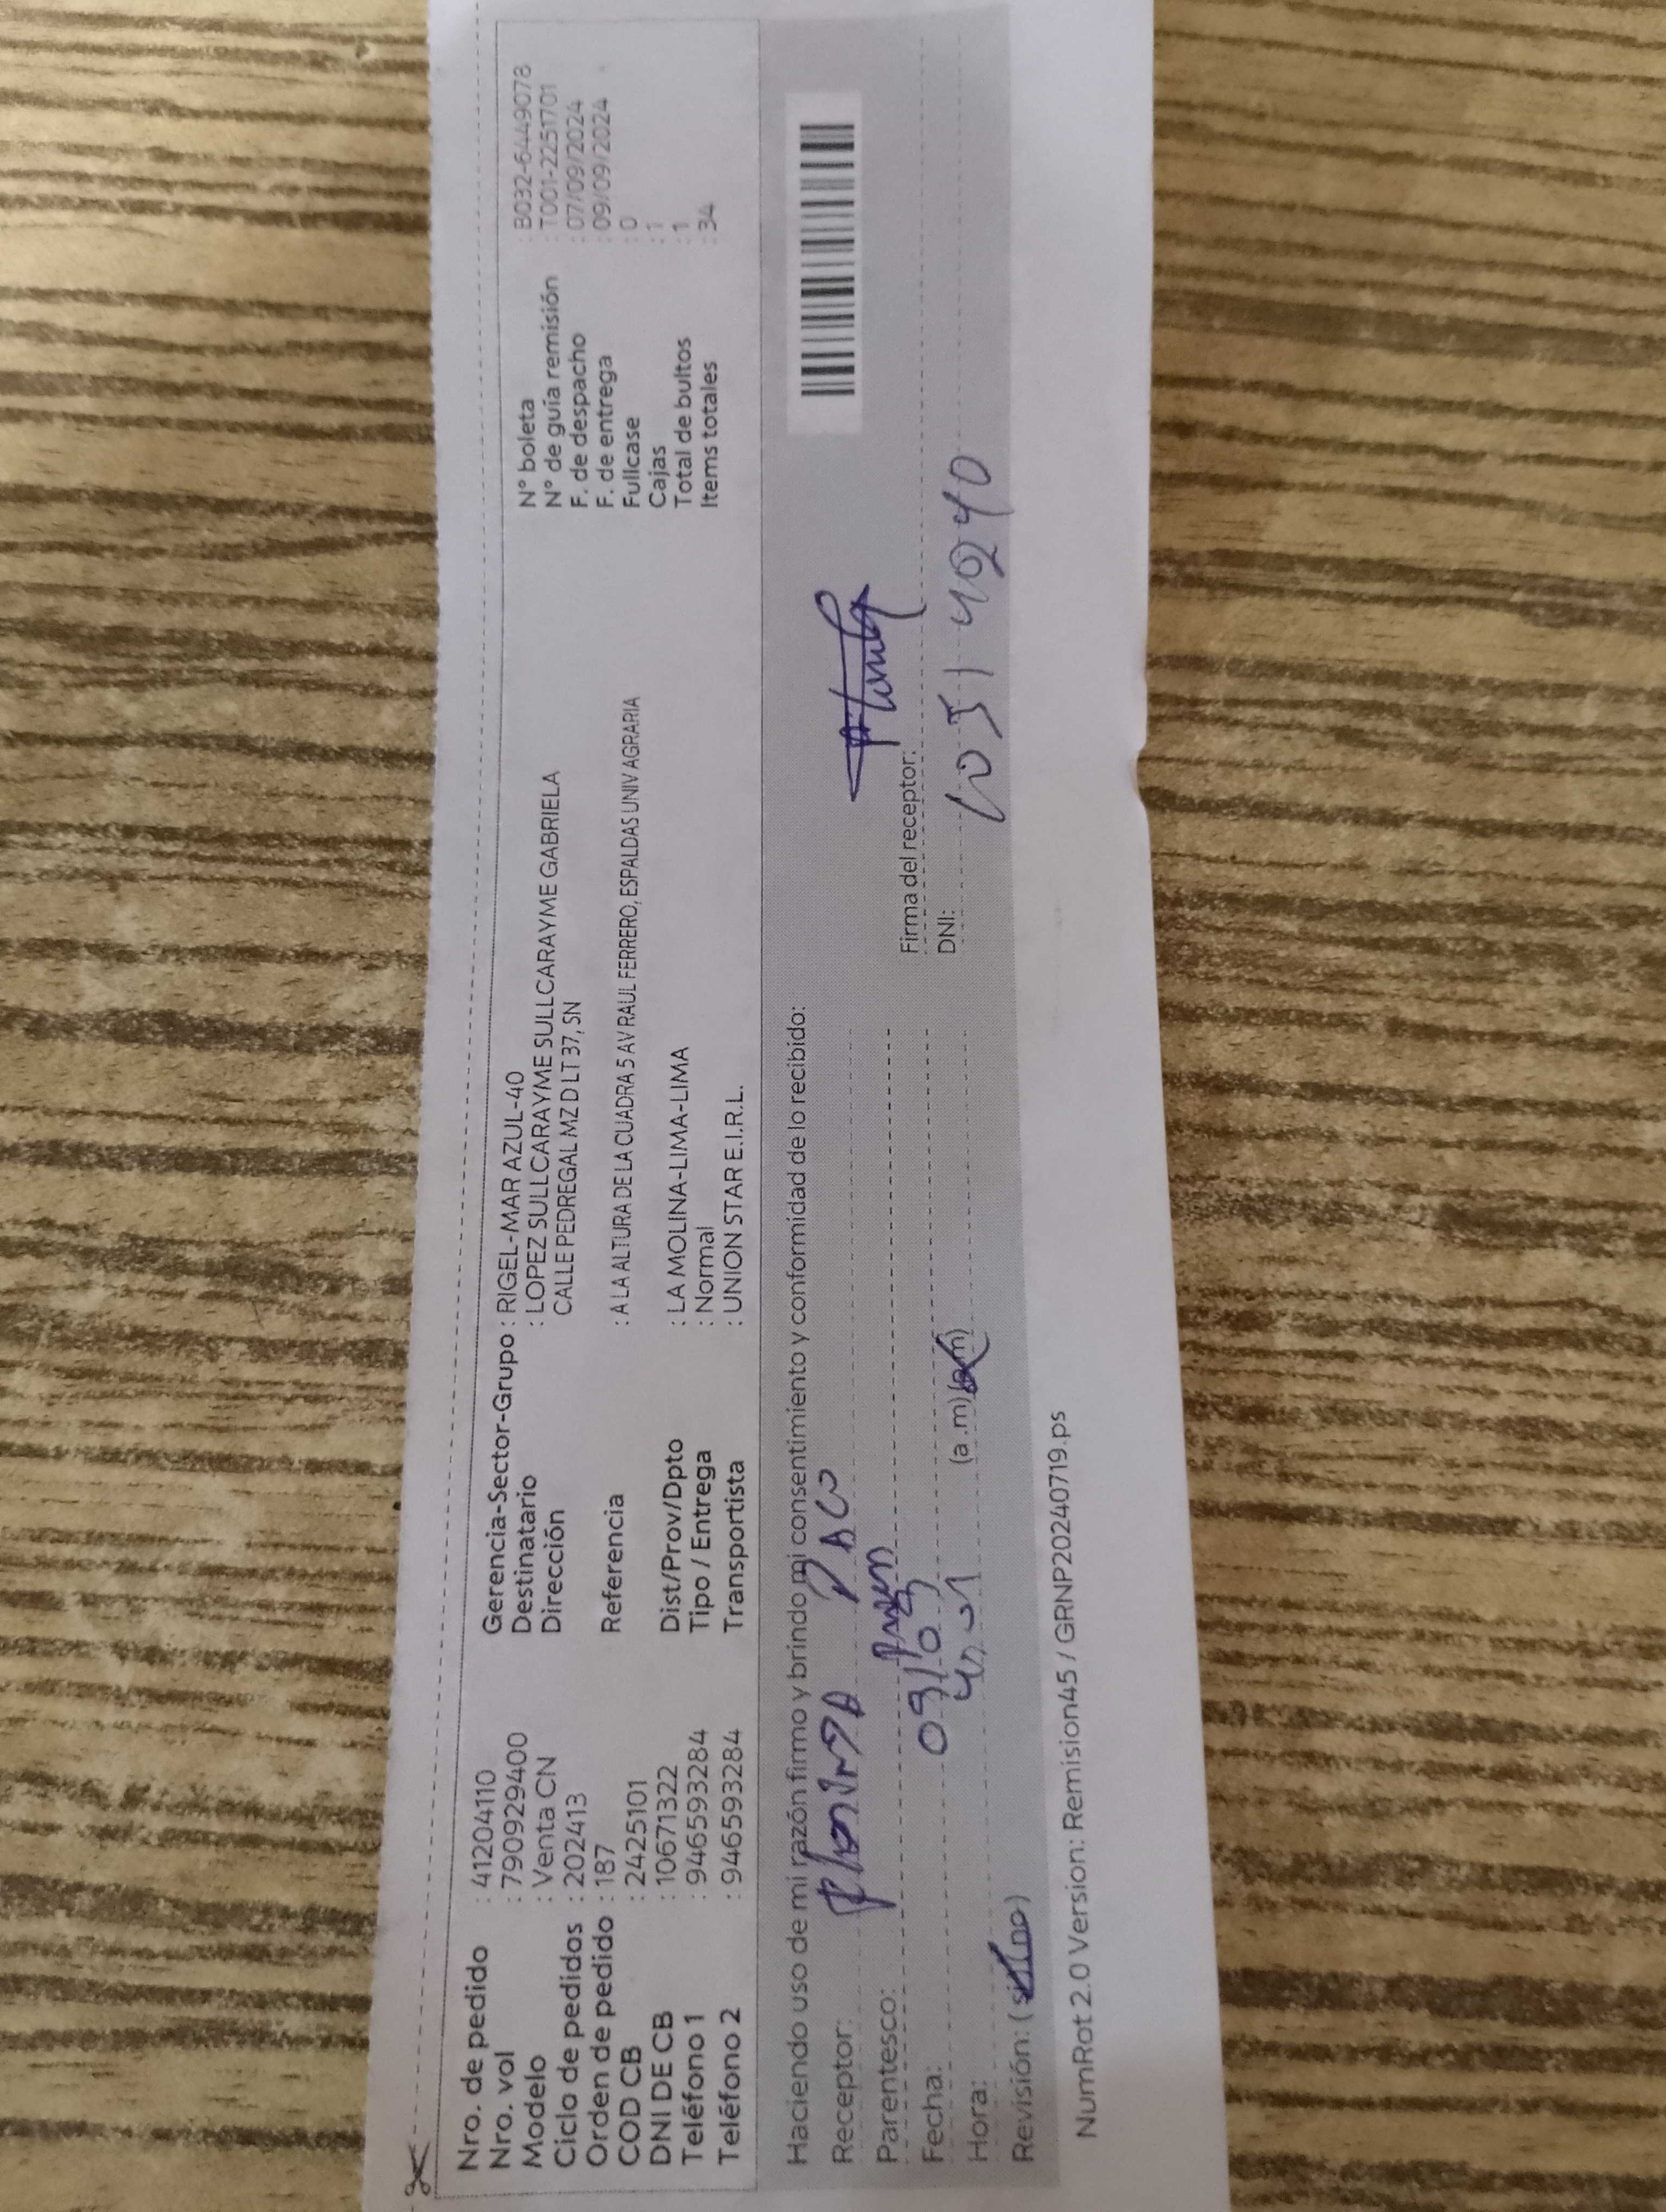 Nro. de pedido : 41204110
Nro. vol : 7909929400
Modelo : Venta CN
Ciclo de pedidos : 202413
Orden de pedido : 187
COD CB : 2425101
DNI DE CB : 10671322
Teléfono 1 : 946593284
Teléfono 2 : 946593284
Gerencia-Sector-Grupo : RIGEL-MAR AZUL-40
Destinatario : LOPEZ SULLCARAYME SULLCARAYME GABRIELA
Dirección CALLE PEDREGAL MZ D LT 37, SN
Referencia : A LA ALTURA DE LA CUADRA 5 AV RAUL FERRERO, ESPALDAS UNIV AGRARIA
Dist/Prov/Dpto : LA MOLINA-LIMA-LIMA
Tipo / Entrega : Normal
Transportista : UNION STAR E.I.R.L.
N° boleta : B032-6449078
N° de guía remisión : T001-2251701
F. de despacho : 07/09/2024
F. de entrega : 09/09/2024
Fullcase : 0
Cajas : 1
Total de bultos : 1
Items totales : 34
Haciendo uso de mi razón firmo y brindo mi consentimiento y conformidad de lo recibido:
Receptor:
Parentesco:
Fecha:
Hora: (a.m)(p.m)
Revisión: (si/no)
Firma del receptor:
DNI:
NumRot 2.0 Version: Remision45 / GRNP20240719.ps